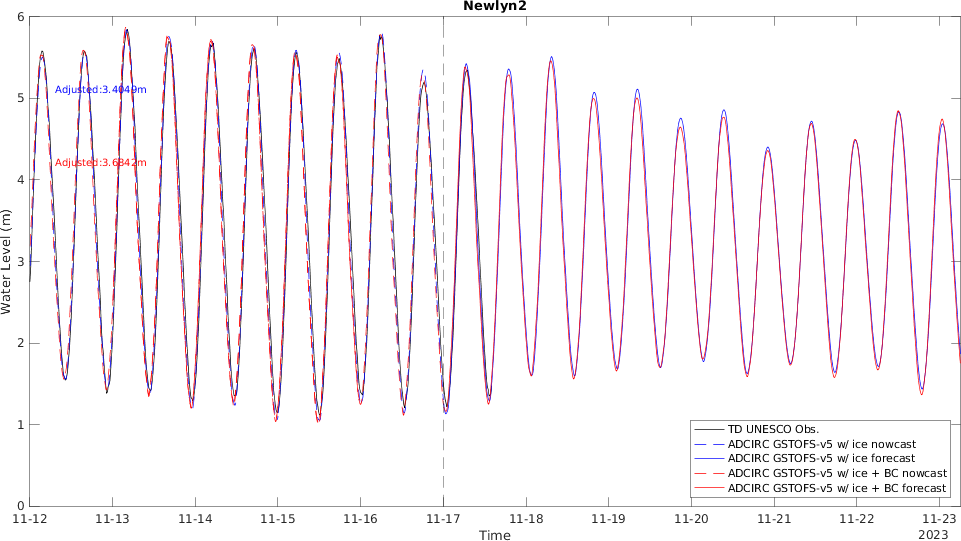 Newlyn2
6
5
4
3
2
1
0
Water Level (m)
Adjusted:3.4049m
Adjusted:3.6842m
TD UNESCO Obs.
ADCIRC GSTOFS-v5 w/ ice nowcast
ADCIRC GSTOFS-v5 w/ ice forecast
ADCIRC GSTOFS-v5 w/ ice + BC nowcast
ADCIRC GSTOFS-v5 w/ ice + BC forecast
11-12 11-13 11-14 11-15 11-16 11-17 11-18 11-19 11-20 11-21 11-22 11-23
Time
2023